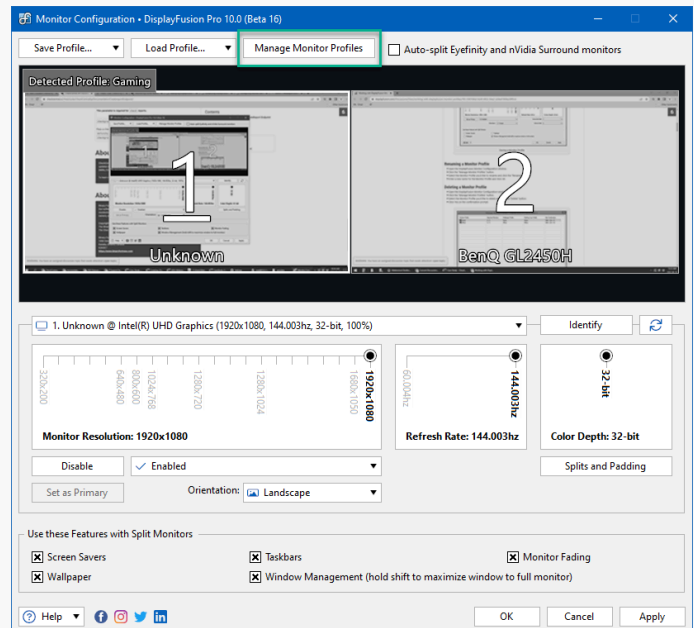 Monitor Configuration • DisplayFusion Pro 10.0 (Beta 16)
Save Profile... Load Profile... Manage Monitor Profiles Auto-split Eyefinity and nVidia Surround monitors
Detected Profile: Gaming
1 2
Unknown BenQ GL2450H
1. Unknown @ Intel(R) UHD Graphics (1920x1080, 144.003hz, 32-bit, 100%) Identify
320x200 640x480 800x600 1024x768 1280x720 1280x1024 1680x1050 1920x1080 60.004hz 144.003hz 32-bit
Monitor Resolution: 1920x1080 Refresh Rate: 144.003hz Color Depth: 32-bit
Disable Enabled Splits and Padding
Set as Primary Orientation: Landscape
Use these Features with Split Monitors
Screen Savers Taskbars Monitor Fading
Wallpaper Window Management (hold shift to maximize window to full monitor)
Help OK Cancel Apply